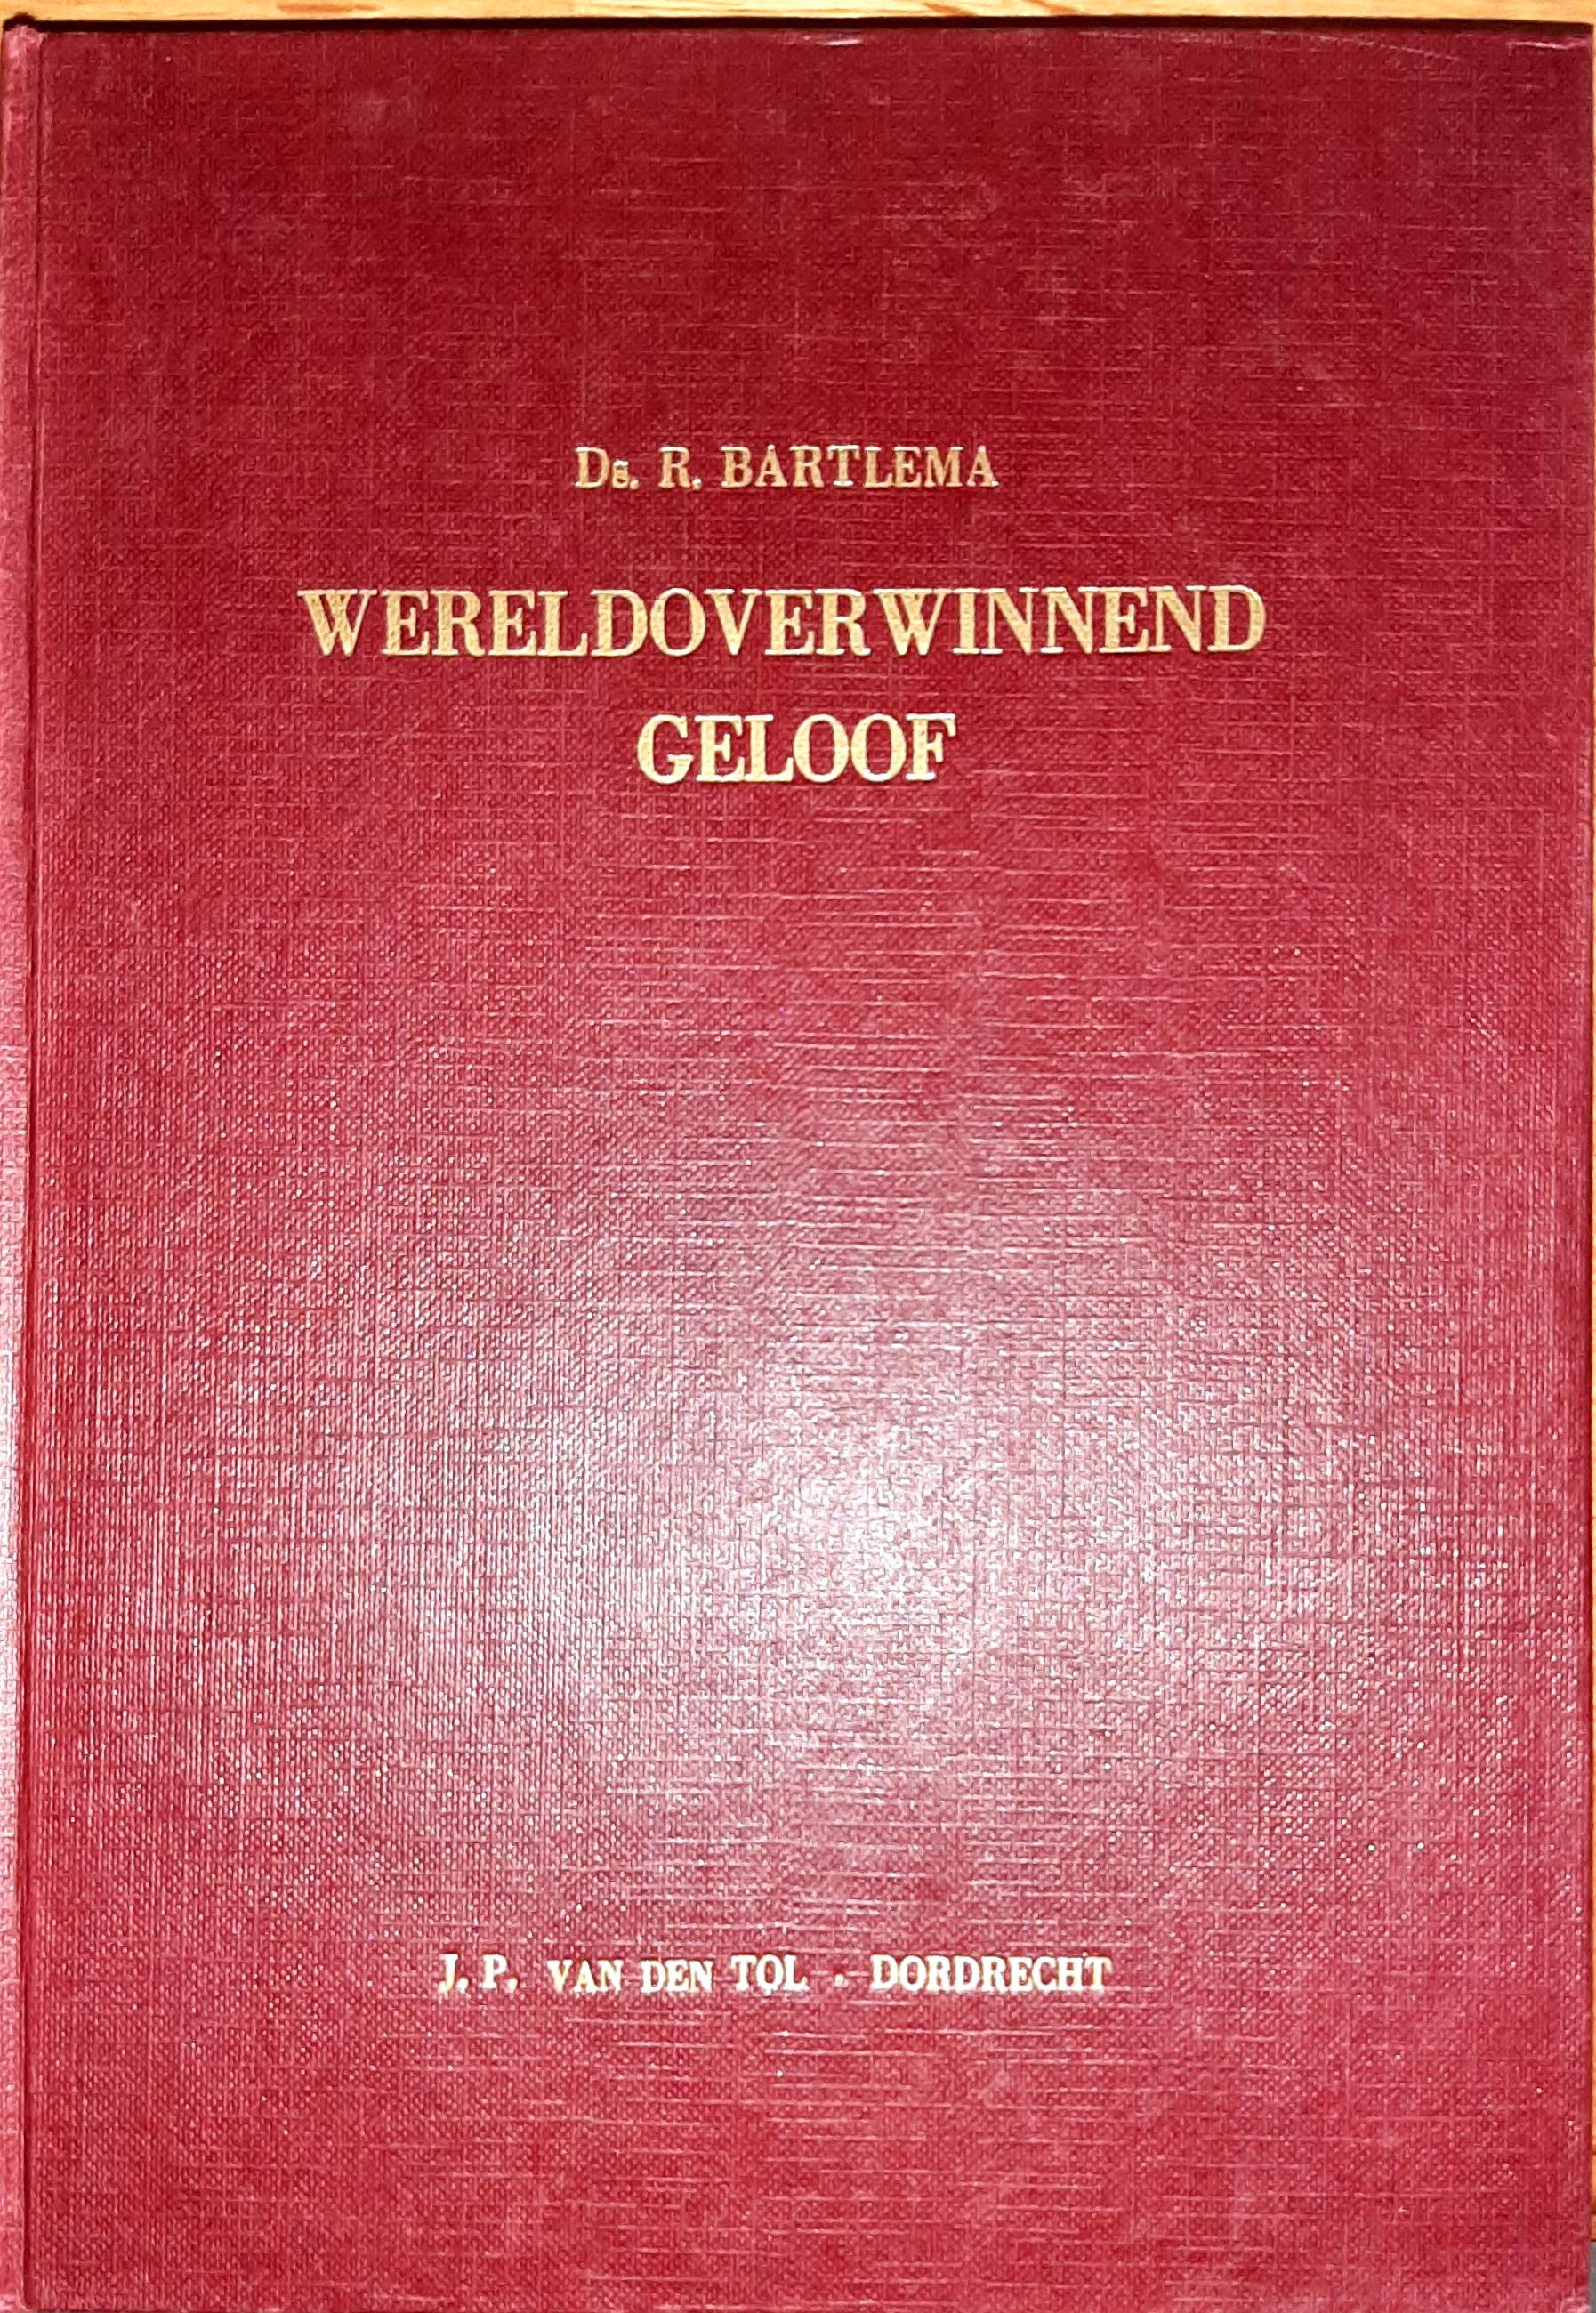 Ds. R. BARTLEMA
WERELDOVERWINNEND
GELOOF
J. P. VAN DEN TOL - DORDRECHT